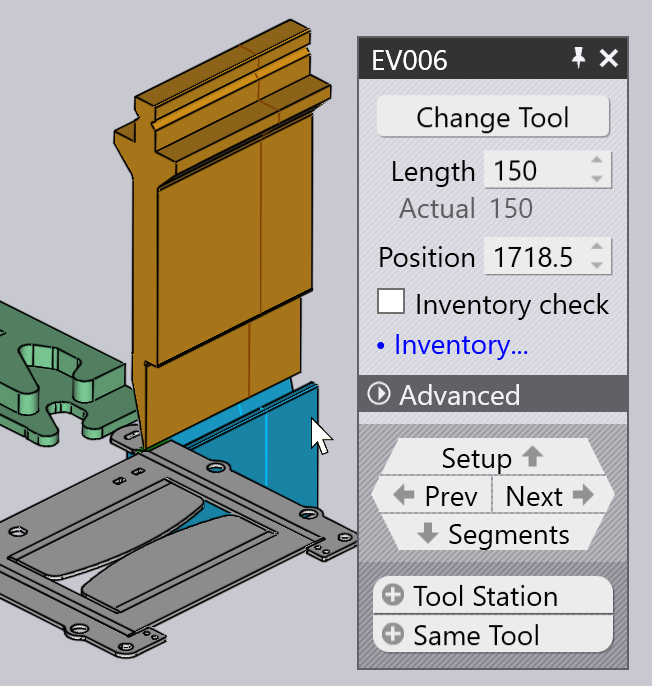 EV006
Change Tool
Length 150
Actual 150
Position 1718.5
Inventory check
• Inventory...
Advanced
Setup
Prev Next
Segments
Tool Station
Same Tool